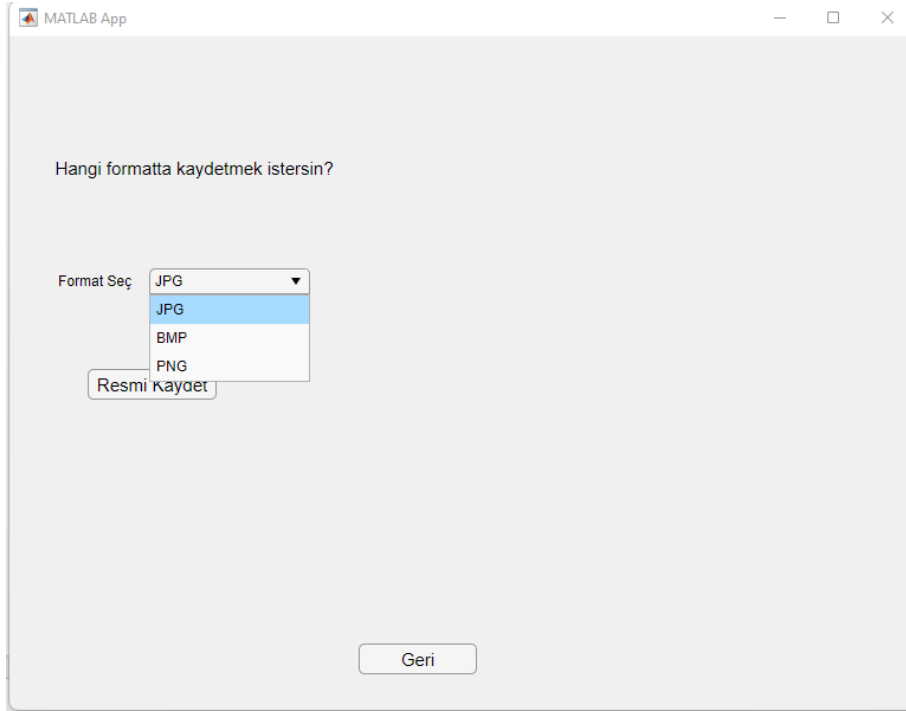 MATLAB App
Hangi formatta kaydetmek istersin?
Format Seç JPG
JPG
BMP
PNG
Resmi Kaydet
Geri